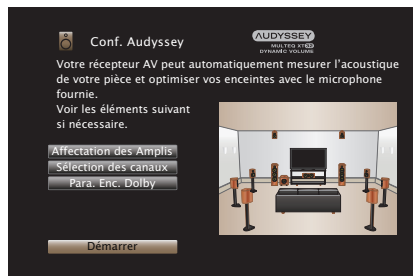 Conf. Audyssey
AUDYSSEY
MULTEQ XT32
DYNAMIC VOLUME
Votre récepteur AV peut automatiquement mesurer l'acoustique
de votre pièce et optimiser vos enceintes avec le microphone
fournie.
Voir les éléments suivant
si nécessaire.
Affectation des Amplis
Sélection des canaux
Para. Enc. Dolby
Démarrer